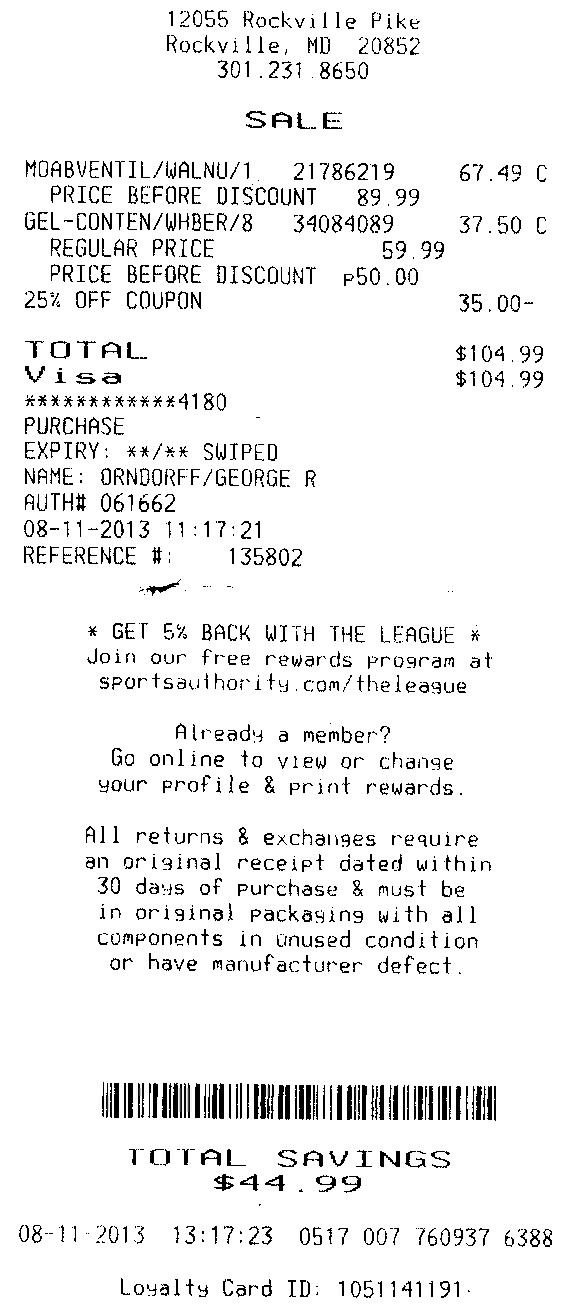 12055 Rockville Pike
Rockville, MD 20852
301.231.8650
SALE
MOABVENTIL/WALNU/1 21786219 67.49 C
PRICE BEFORE DISCOUNT 89.99
GEL-CONTEN/WHBER/8 34084089 37.50 C
REGULAR PRICE 59.99
PRICE BEFORE DISCOUNT P50.00
25% OFF COUPON 35.00-
TOTAL $104.99
Visa $104.99
************4180
PURCHASE
EXPIRY: **/** SWIPED
NAME: ORNDORFF/GEORGE R
AUTH# 061662
08-11-2013 11:17:21
REFERENCE #: 135802
* GET 5% BACK WITH THE LEAGUE *
Join our free rewards program at
sportsauthority.com/theleague
Already a member?
Go online to view or change
your profile & print rewards.
All returns & exchanges require
an original receipt dated within
30 days of purchase & must be
in original packaging with all
components in unused condition
or have manufacturer defect.
TOTAL SAVINGS
$44.99
08-11-2013 13:17:23 0517 007 760937 6388
Loyalty Card ID: 1051141191